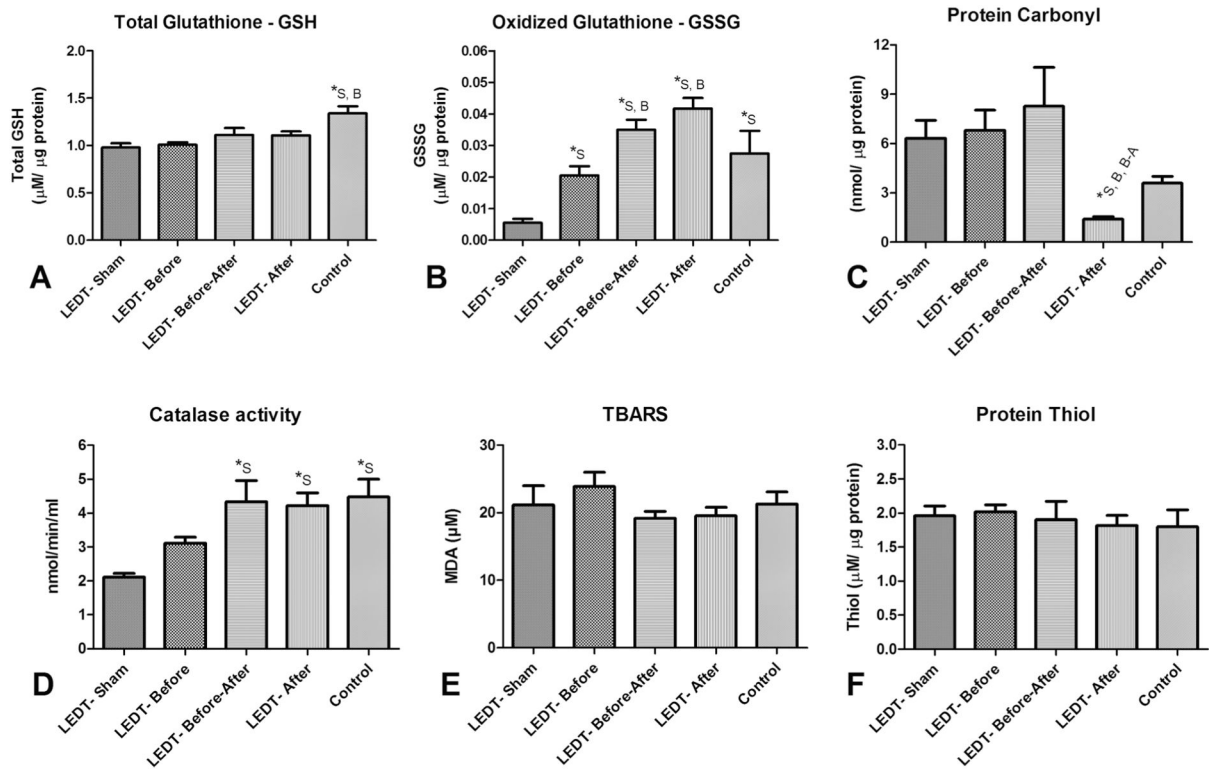 Total Glutathione - GSH
Total GSH
(µM/ µg protein)
2.0
1.5
1.0
0.5
0.0
*S, B
LEDT- Sham
LEDT- Before
LEDT- Before-After
LEDT- After
Control
A
Oxidized Glutathione - GSSG
GSSG
(µM/ µg protein)
0.06
0.05
0.04
0.03
0.02
0.01
0.00
*S
*S, B
*S, B
*S
LEDT- Sham
LEDT- Before
LEDT- Before-After
LEDT- After
Control
B
Protein Carbonyl
(nmol/ µg protein)
12
9
6
3
0
*S, B, B-A
LEDT- Sham
LEDT- Before
LEDT- Before-After
LEDT- After
Control
C
Catalase activity
nmol/min/ml
6
5
4
3
2
1
0
*S
*S
*S
LEDT- Sham
LEDT- Before
LEDT- Before-After
LEDT- After
Control
D
TBARS
MDA (µM)
30
20
10
0
LEDT- Sham
LEDT- Before
LEDT- Before-After
LEDT- After
Control
E
Protein Thiol
Thiol (µM/ µg protein)
3.0
2.5
2.0
1.5
1.0
0.5
0.0
LEDT- Sham
LEDT- Before
LEDT- Before-After
LEDT- After
Control
F